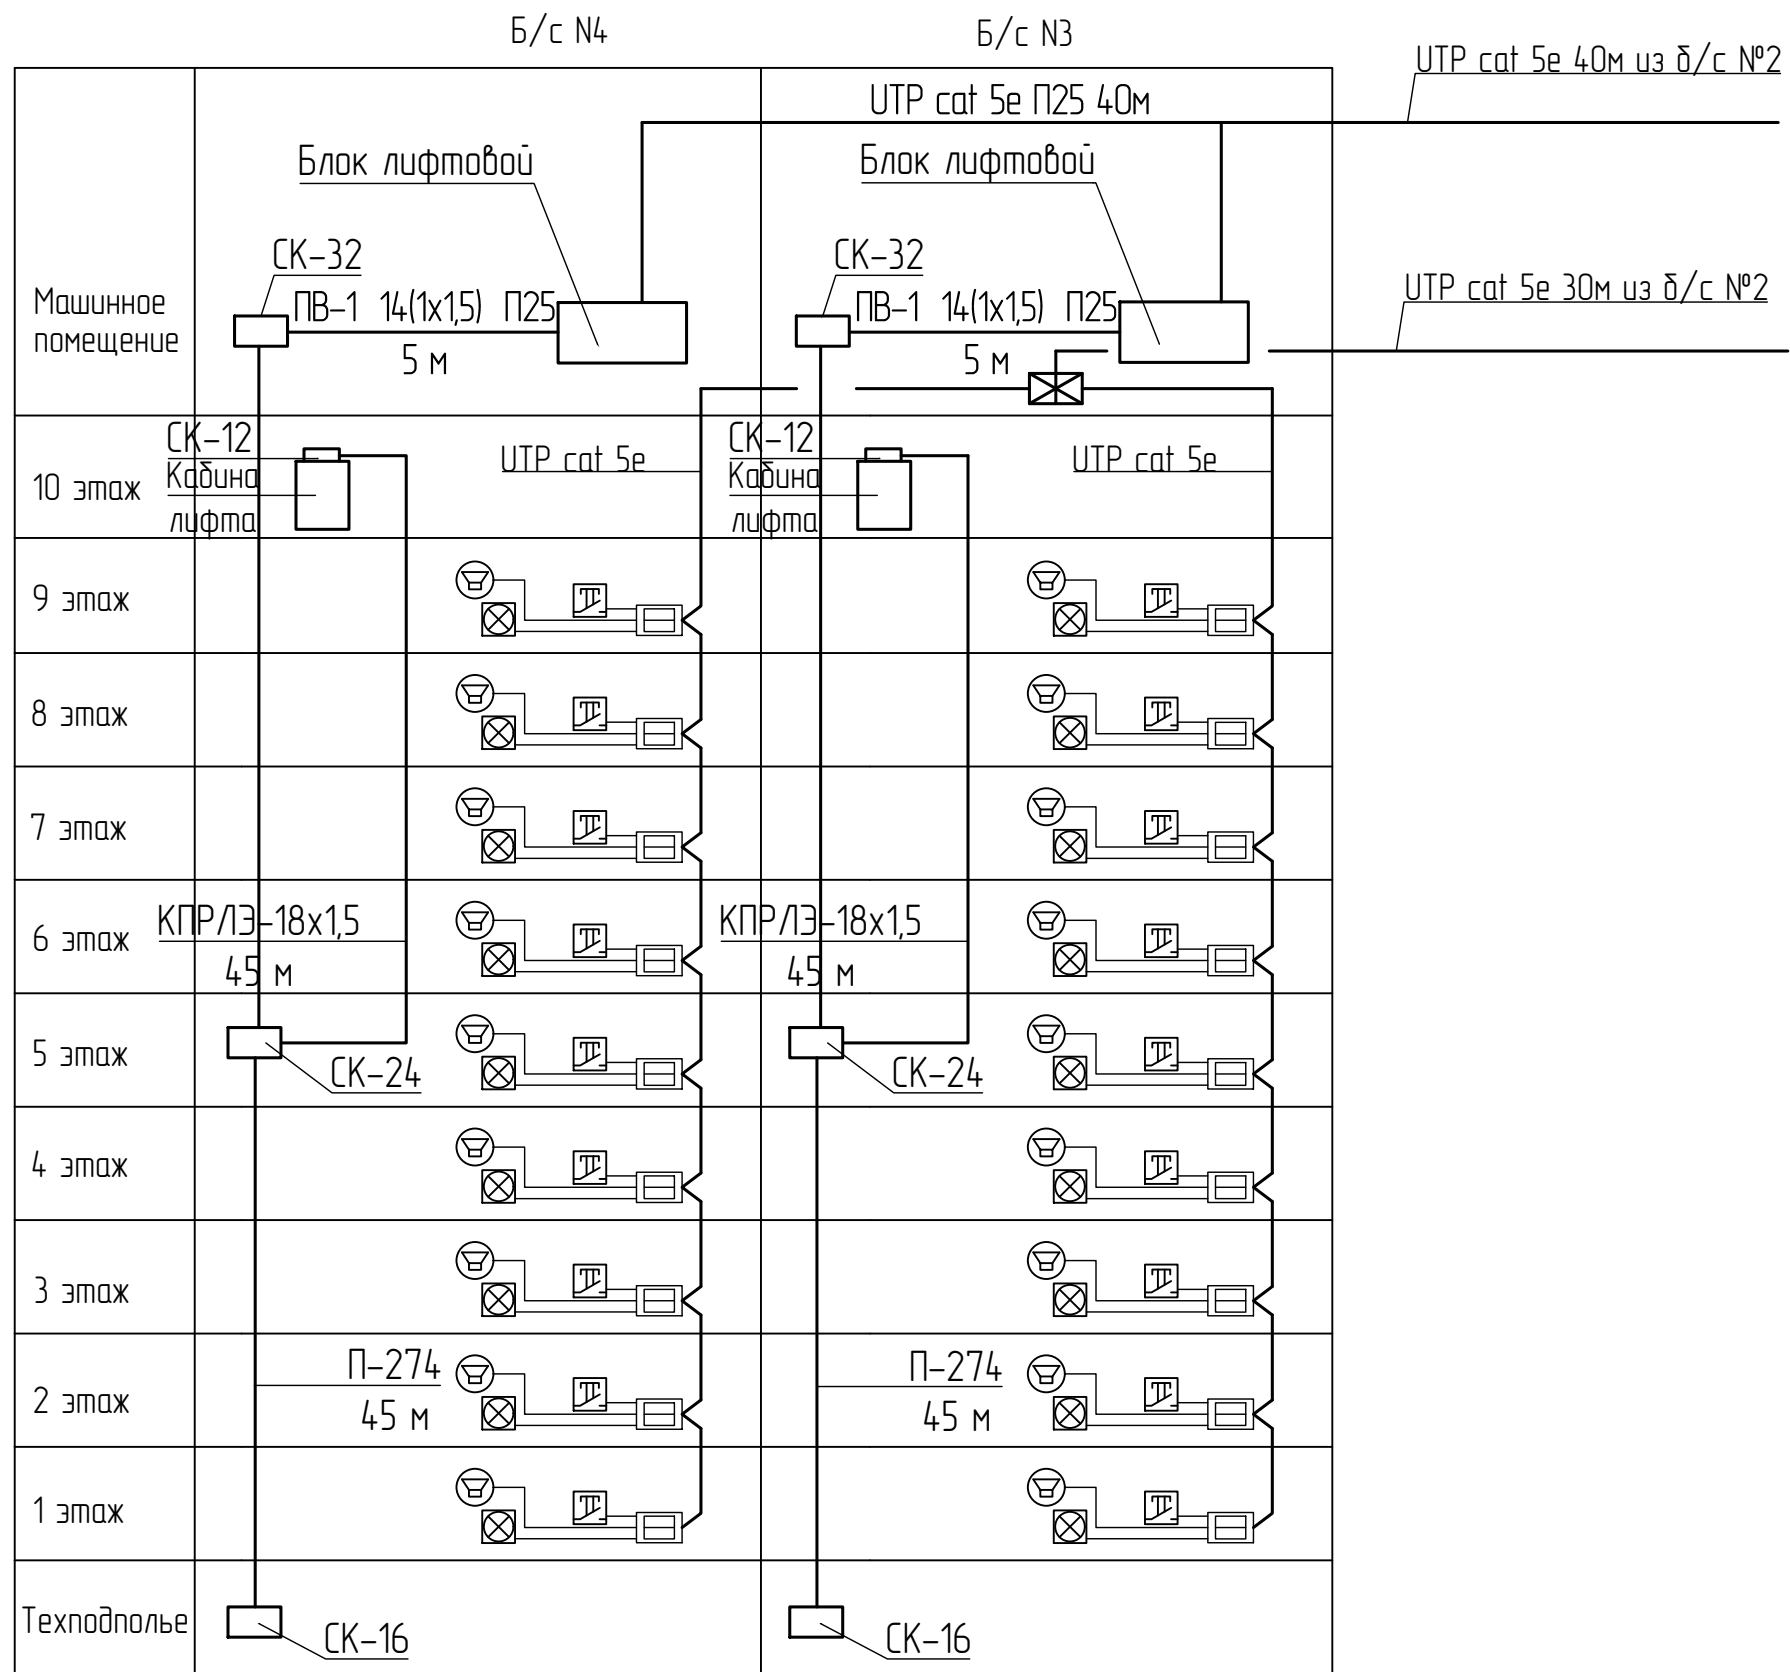 Б/с N4
Б/с N3
UTP cat 5e 40м из б/с №2
UTP cat 5e П25 40м
Блок лифтовой
Блок лифтовой
СК-32
СК-32
UTP cat 5e 30м из б/с №2
Машинное
помещение
ПВ-1 14(1х1,5) П25
5 м
ПВ-1 14(1х1,5) П25
5 м
10 этаж
СК-12
Кабина
лифта
UTP cat 5e
СК-12
Кабина
лифта
UTP cat 5e
9 этаж
8 этаж
7 этаж
6 этаж
КПРЛЭ-18х1,5
45 м
КПРЛЭ-18х1,5
45 м
5 этаж
СК-24
СК-24
4 этаж
3 этаж
2 этаж
П-274
45 м
П-274
45 м
1 этаж
Техподполье
СК-16
СК-16